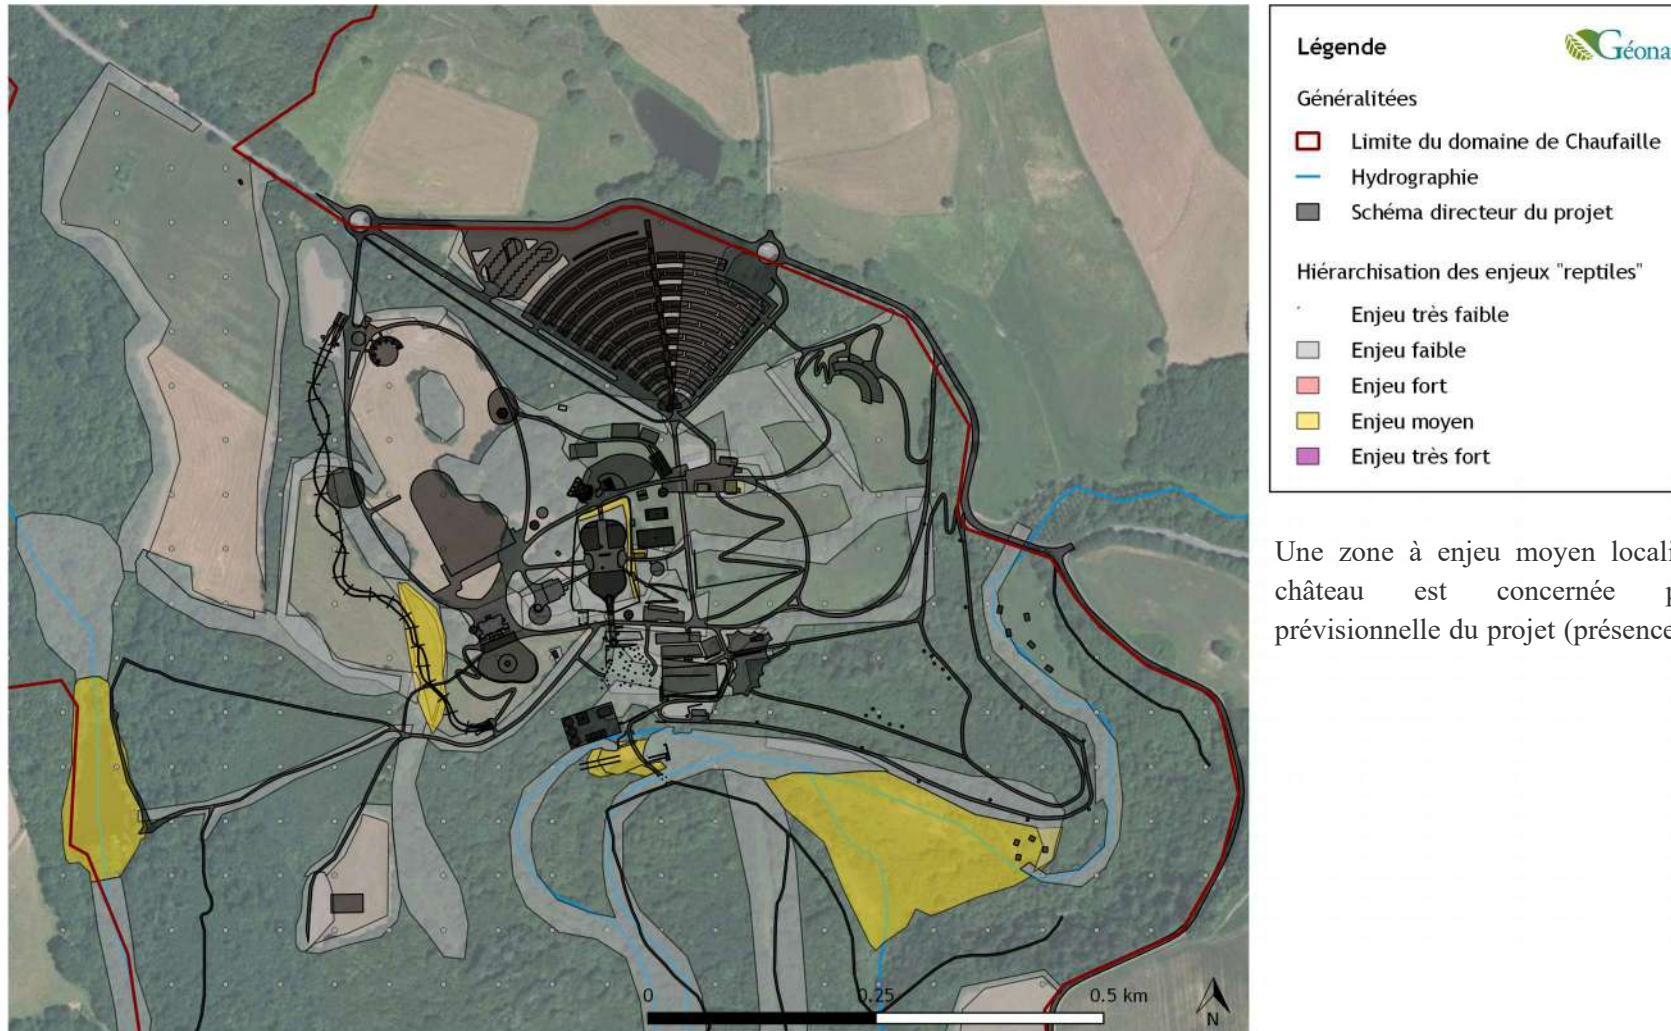 Légende
Géona
Généralitées
Limite du domaine de Chaufaille
Hydrographie
Schéma directeur du projet
Hiérarchisation des enjeux "reptiles"
Enjeu très faible
Enjeu faible
Enjeu fort
Enjeu moyen
Enjeu très fort
Une zone à enjeu moyen locali
château est concernée p
prévisionnelle du projet (présence
0 0.25 0.5 km
N